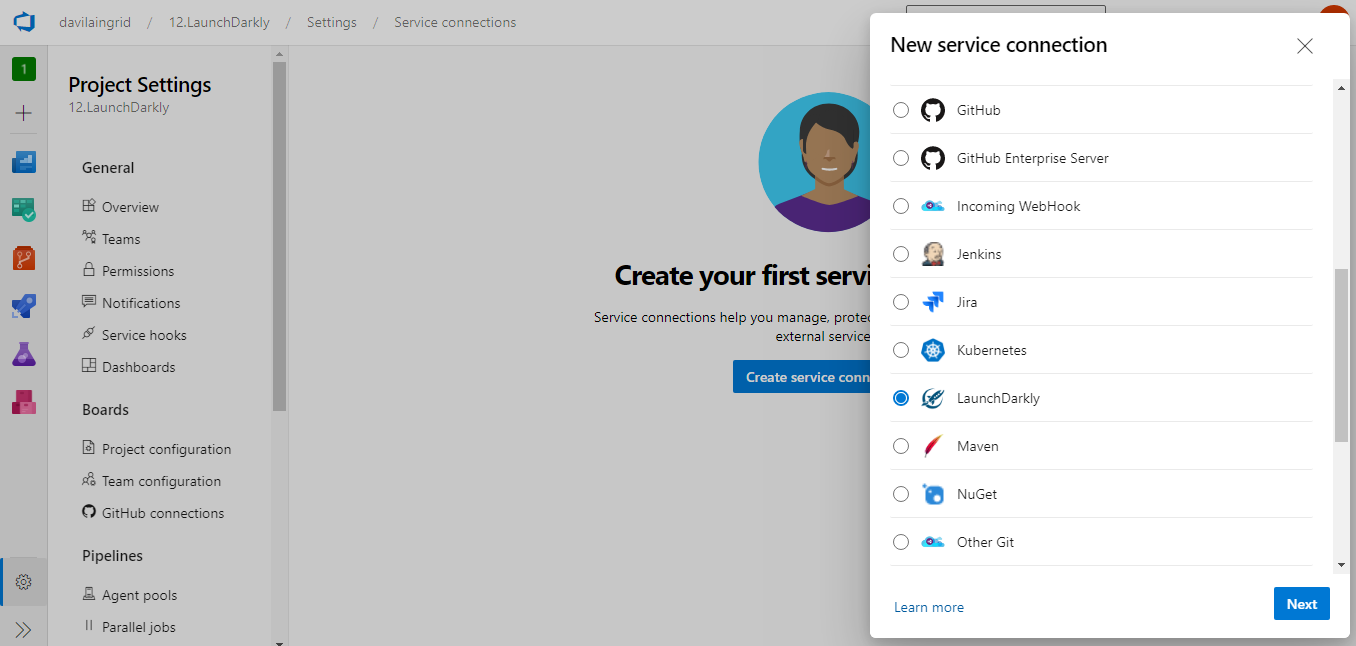 davilaingrid / 12.LaunchDarkly / Settings / Service connections
1
Project Settings
12.LaunchDarkly
General
Overview
Teams
Permissions
Notifications
Service hooks
Dashboards
Boards
Project configuration
Team configuration
GitHub connections
Pipelines
Agent pools
Parallel jobs
Create your first servi
Service connections help you manage, protec
external service
Create service conn
New service connection
GitHub
GitHub Enterprise Server
Incoming WebHook
Jenkins
Jira
Kubernetes
LaunchDarkly
Maven
NuGet
Other Git
Learn more
Next